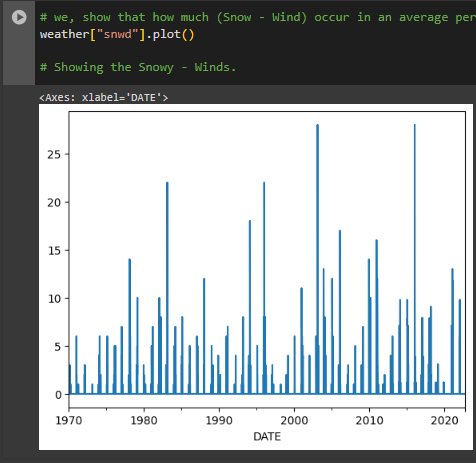 # we, show that how much (Snow - Wind) occur in an average per
weather["snwd"].plot()
# Showing the Snowy - Winds.
<Axes: xlabel='DATE'>
25
20
15
10
5
0
1970 1980 1990 2000 2010 2020
DATE